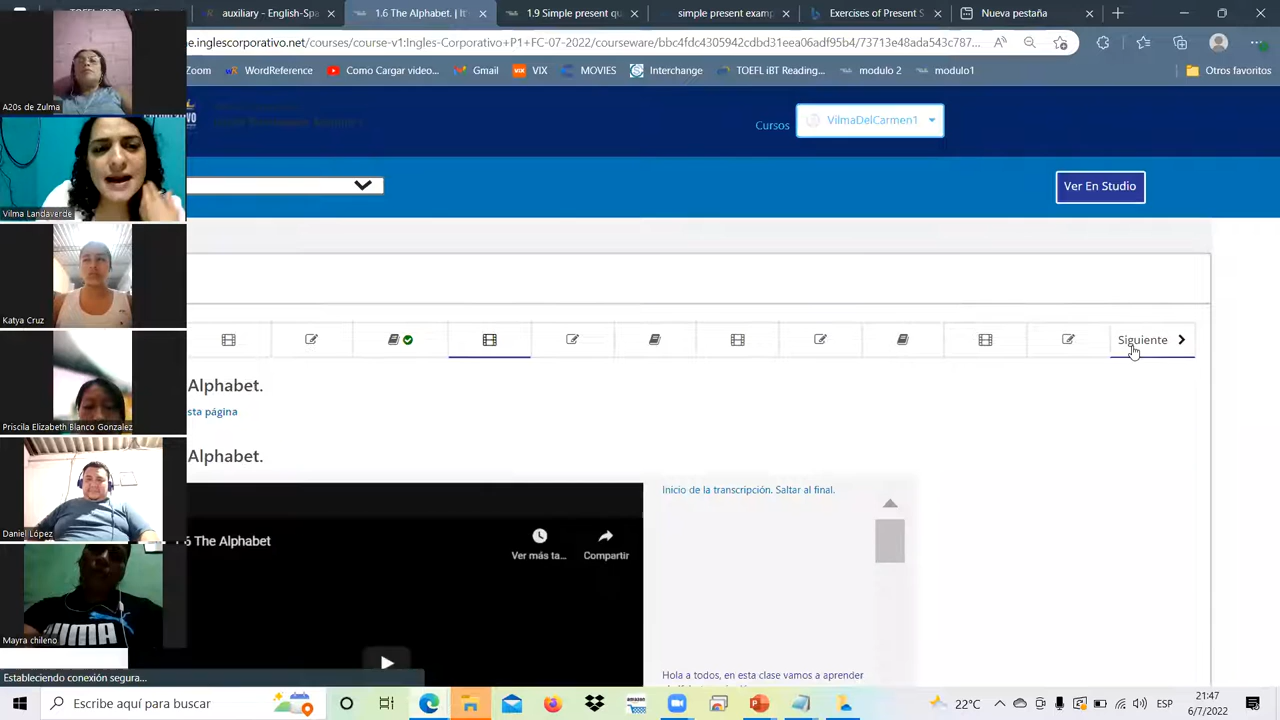 auxiliary - English-Spa
1.6 The Alphabet. | It'
1.9 Simple present qu
simple present examp
Exercises of Present S
Nueva pestaña
ne.inglescorporativo.net/courses/course-v1:Ingles-Corporativo+P1+FC-07-2022/courseware/bbc4fdc4305942cdbd31eea06adf95b4/73713e48ada543c787...
Zoom
WordReference
Como Cargar video...
Gmail
VIX
MOVIES
Interchange
TOEFL iBT Reading...
modulo 2
modulo1
Otros favoritos
A20s de Zulma
Cursos
VilmaDelCarmen1
Ver En Studio
Vilma Landaverde
Katya Cruz
Siguiente
Alphabet.
sta página
Priscila Elizabeth Blanco Gonzalez
Alphabet.
Inicio de la transcripción. Saltar al final.
Daniel López
6 The Alphabet
Ver más ta...
Compartir
Mayra chileno
PUMA
Hola a todos, en esta clase vamos a aprender
Estableciendo conexión segura...
Escribe aquí para buscar
amazon
22°C
ESP
21:47
6/7/2022